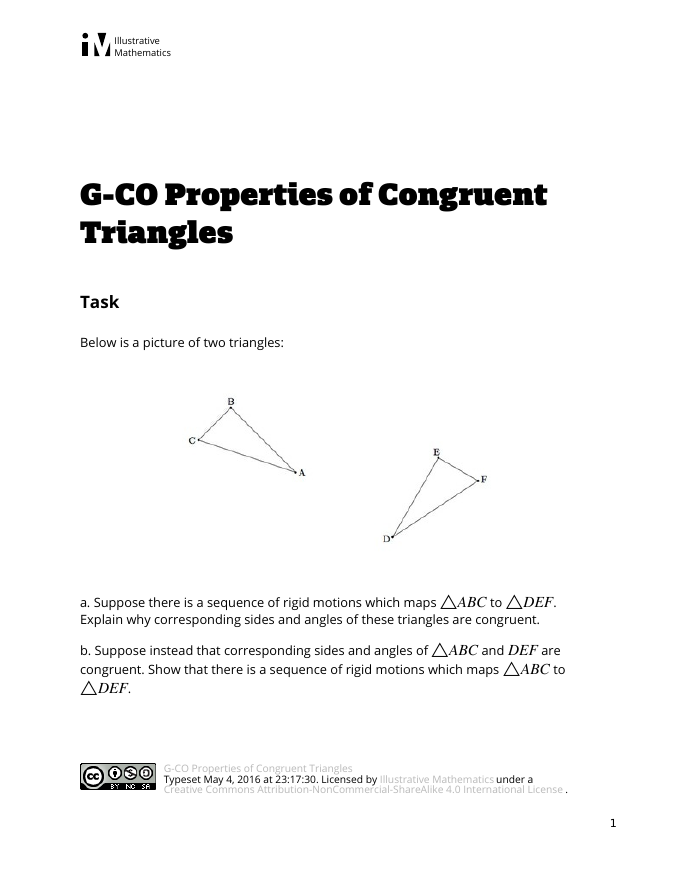 Illustrative
Mathematics
G-CO Properties of Congruent
Triangles
Task
Below is a picture of two triangles:
B
C
A
E
F
D
a. Suppose there is a sequence of rigid motions which maps △ABC to △DEF.
Explain why corresponding sides and angles of these triangles are congruent.
b. Suppose instead that corresponding sides and angles of △ABC and DEF are
congruent. Show that there is a sequence of rigid motions which maps △ABC to
△DEF.
cc BY NC SA
G-CO Properties of Congruent Triangles
Typeset May 4, 2016 at 23:17:30. Licensed by Illustrative Mathematics under a
Creative Commons Attribution-NonCommercial-ShareAlike 4.0 International License .
1